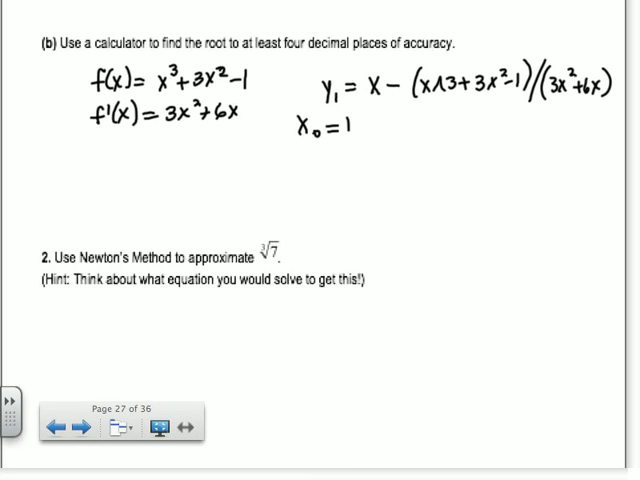 (b) Use a calculator to find the root to at least four decimal places of accuracy.
f(x) = x³ + 3x² - 1
y₁ = x - (x^3 + 3x² - 1)/(3x² + 6x)
f'(x) = 3x² + 6x
x₀ = 1
2. Use Newton's Method to approximate ∛7.
(Hint: Think about what equation you would solve to get this!)
Page 27 of 36